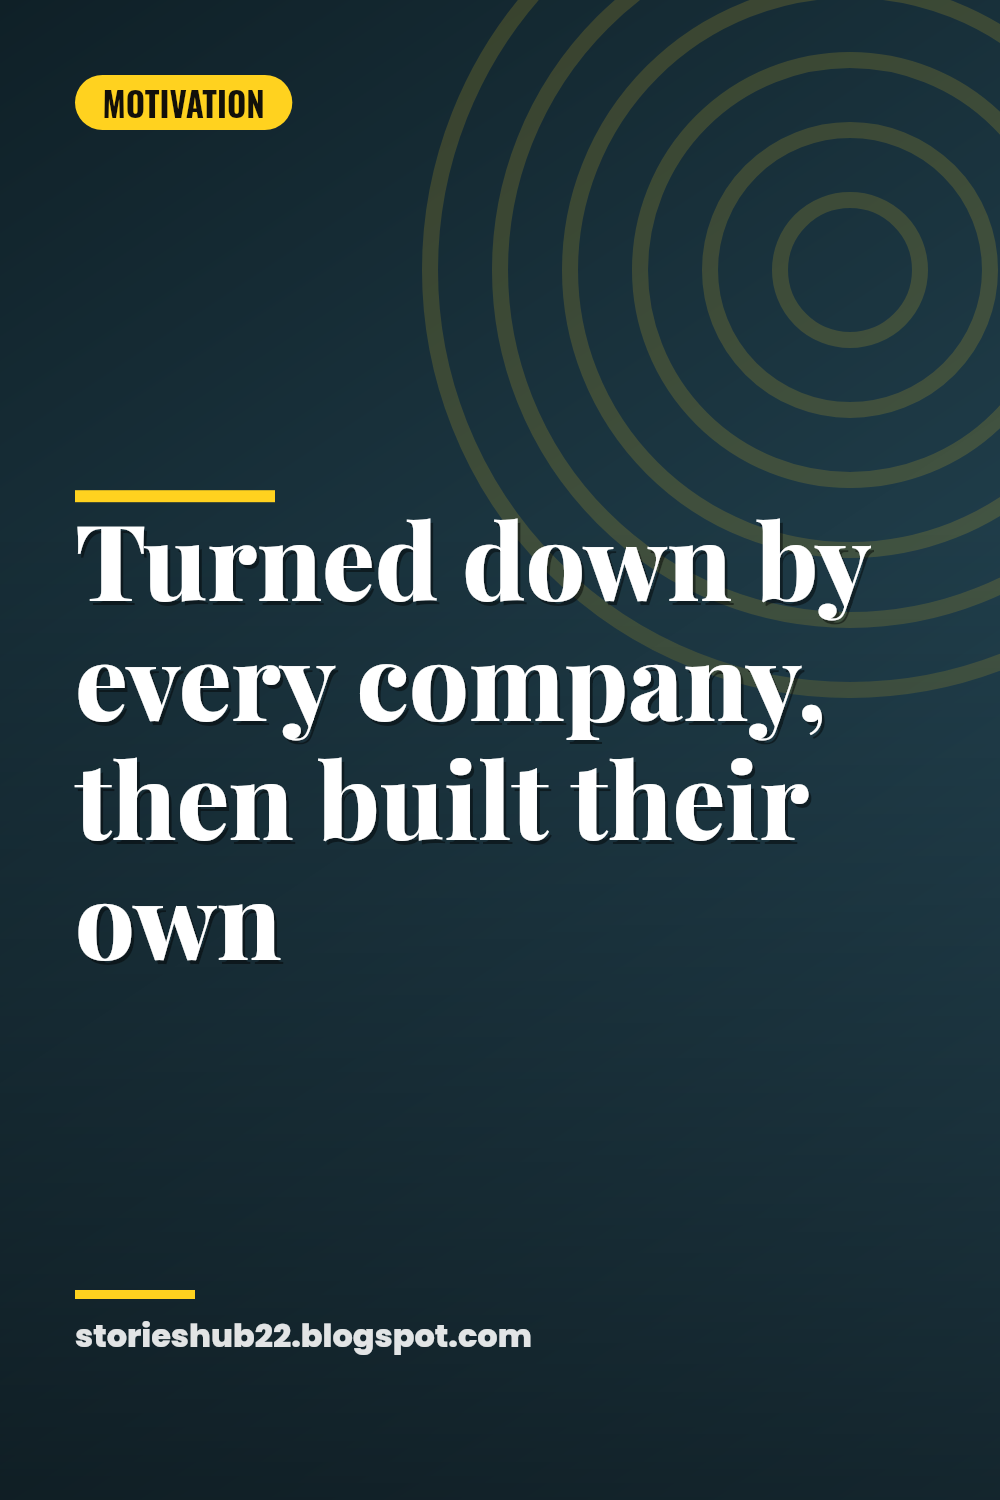 MOTIVATION
Turned down by
every company,
then built their
own
storieshub22.blogspot.com